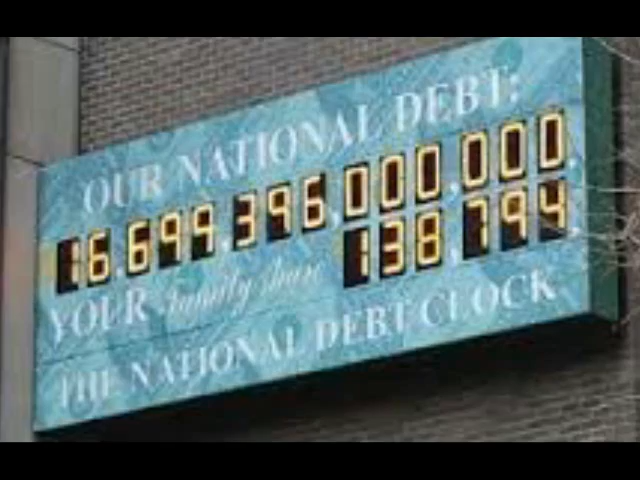 OUR NATIONAL DEBT:
16,699,396,000,000,
YOUR family share 138,794
THE NATIONAL DEBT CLOCK